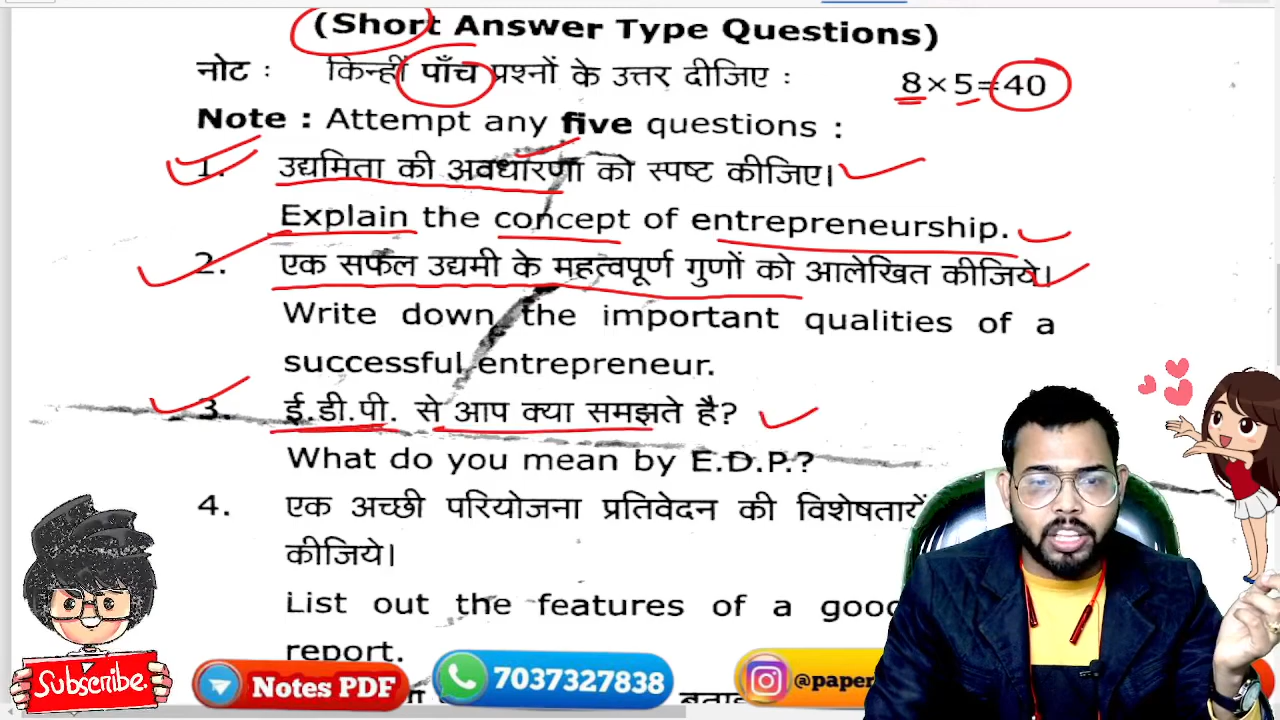 (Short Answer Type Questions)
नोट : किन्हीं पाँच प्रश्नों के उत्तर दीजिए : 8×5=40
Note : Attempt any five questions :
1. उद्यमिता की अवधारणा को स्पष्ट कीजिए।
Explain the concept of entrepreneurship.
2. एक सफल उद्यमी के महत्वपूर्ण गुणों को आलेखित कीजिये।
Write down the important qualities of a
successful entrepreneur.
3. ई.डी.पी. से आप क्या समझते है?
What do you mean by E.D.P.?
4. एक अच्छी परियोजना प्रतिवेदन की
कीजिये।
List out the features of a
report.
Subscribe.
Notes PDF
7037327838